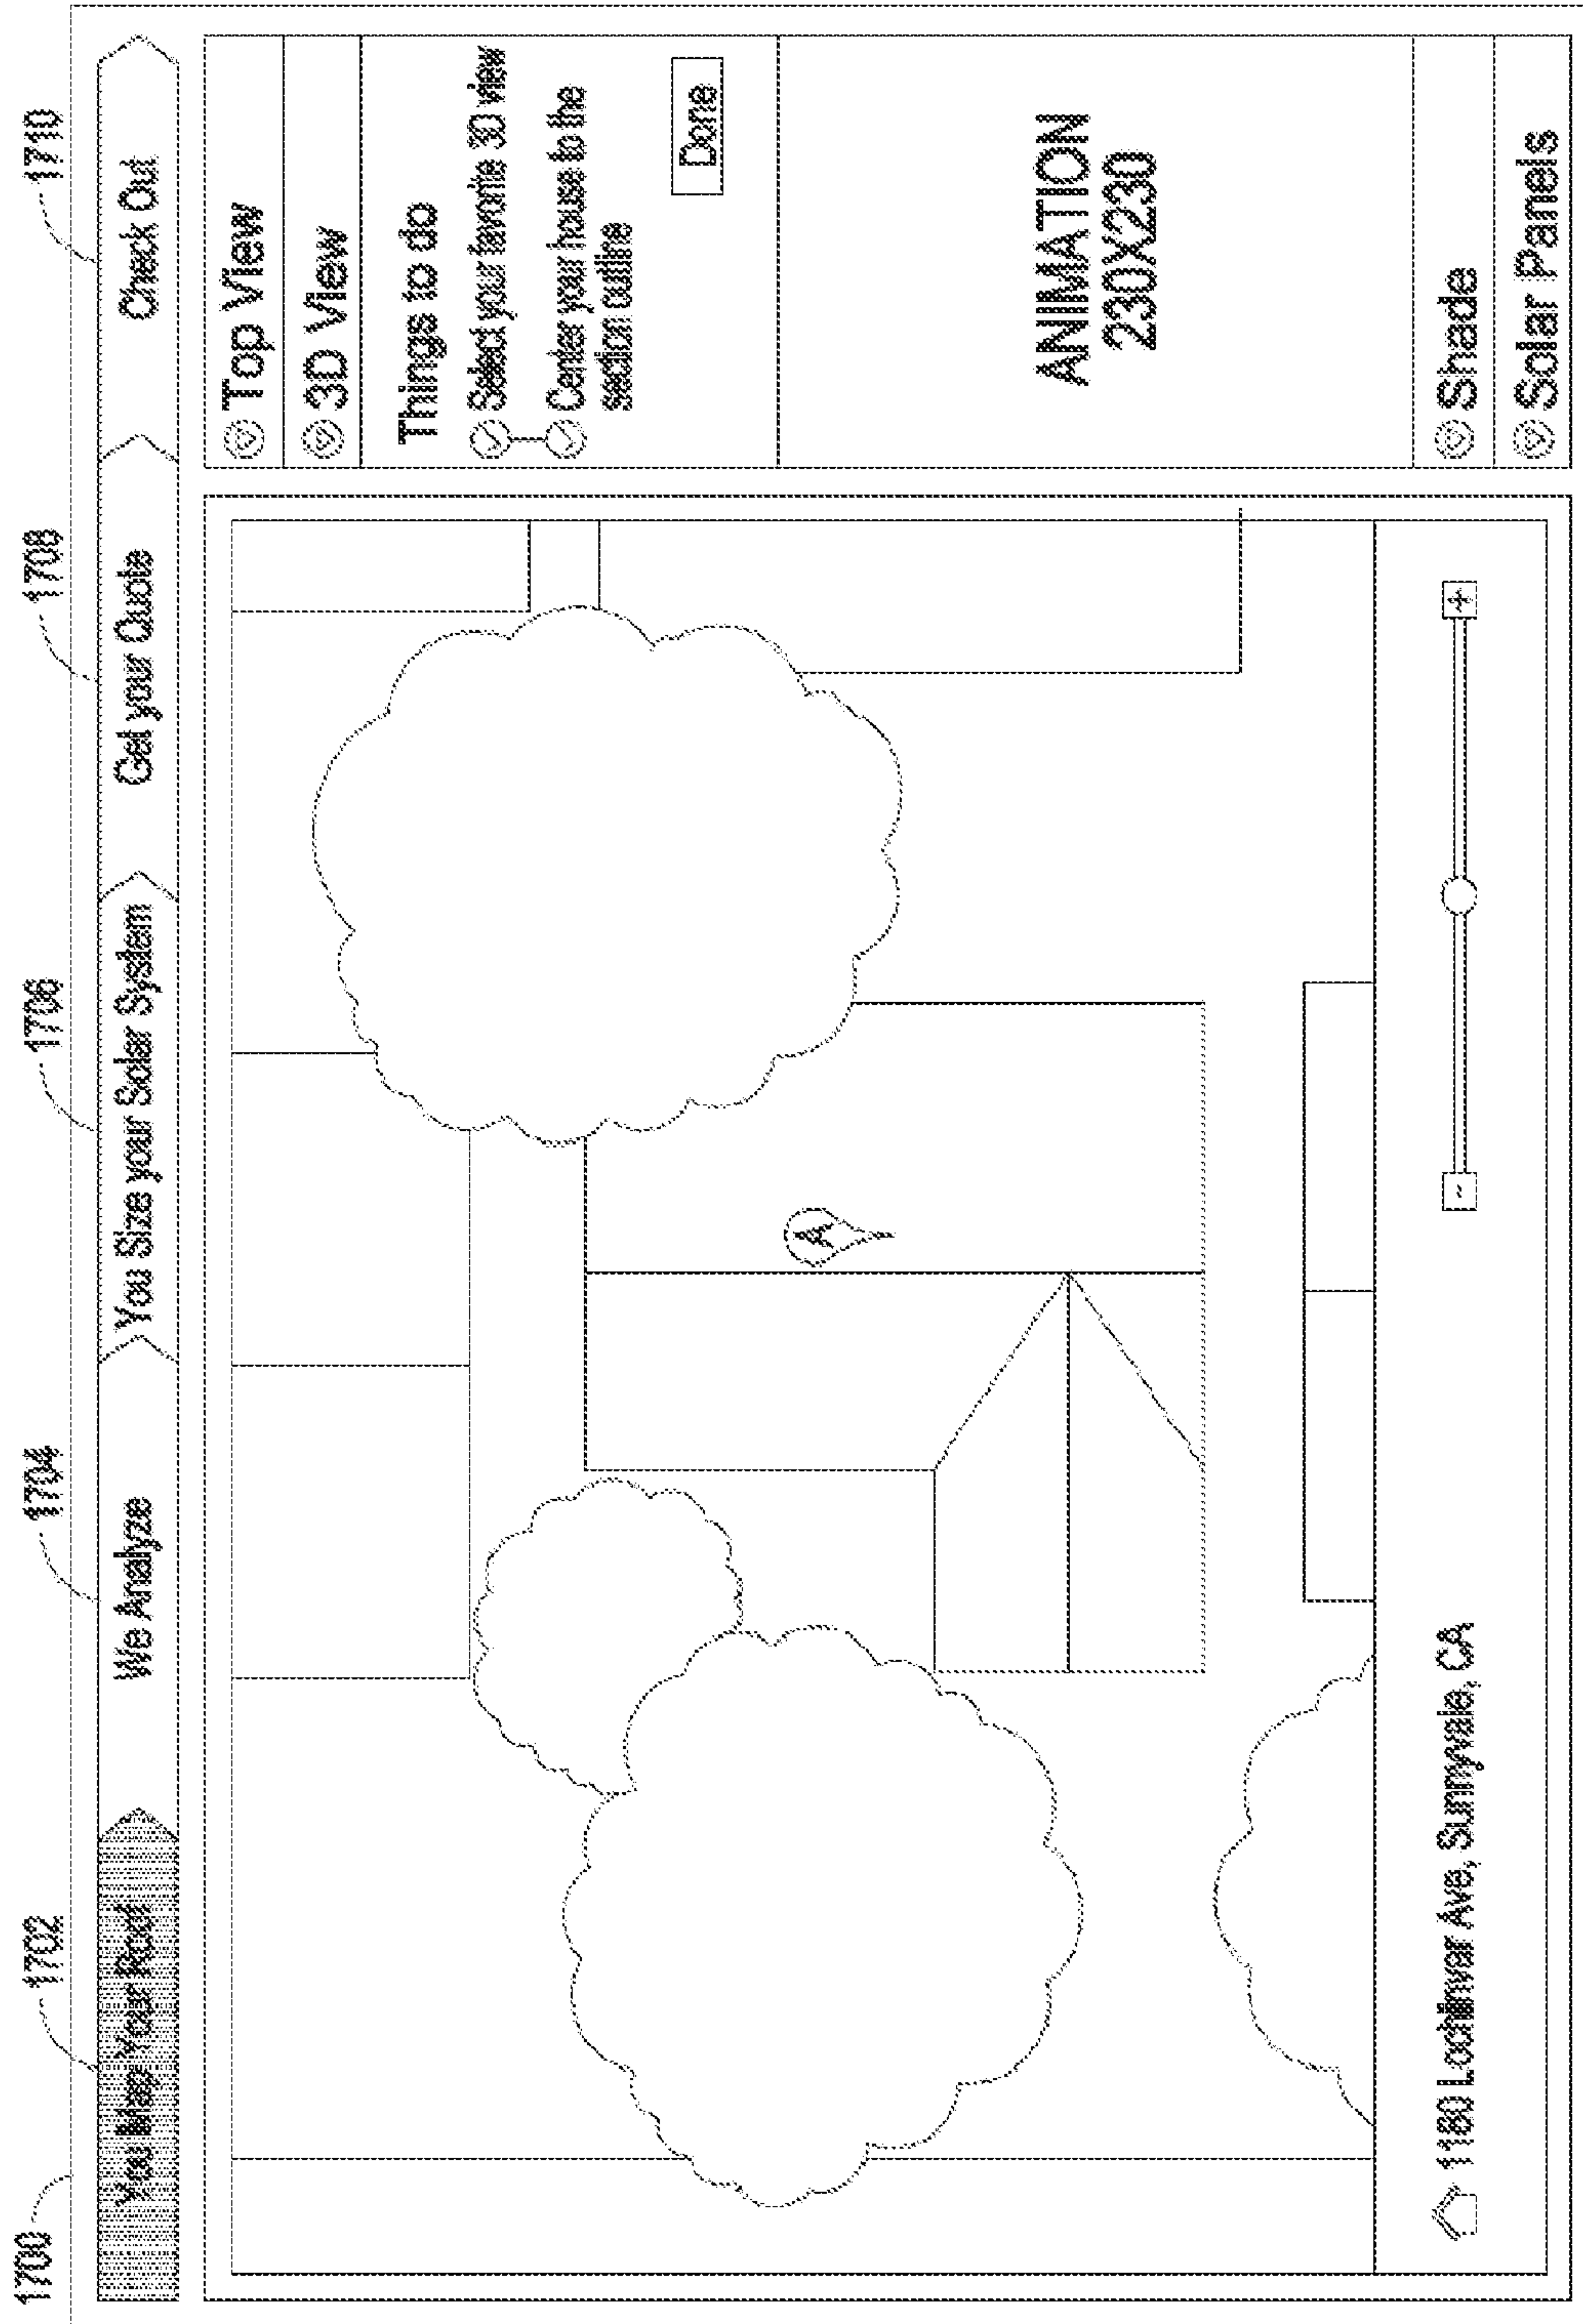 1700
1702
1704
1706
1708
1710
You Map Your Roof
We Analyze
You Size your Solar System
Get your Quote
Check Out
Top View
3D View
Things to do
Select your favorite 3D view
Center your house to the
section outline
Done
ANIMATION
230X230
Shade
Solar Panels
A
1180 Lochinvar Ave, Sunnyvale, CA
-
+